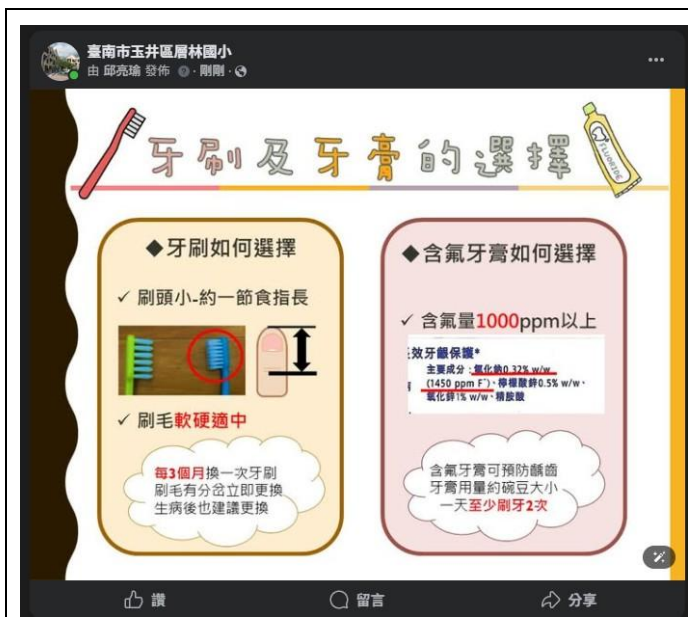 臺南市玉井區層林國小
由 邱亮瑜 發佈 · 剛剛 ·
牙刷及牙膏的選擇
FLUORIDE
◆牙刷如何選擇
✓ 刷頭小-約一節食指長
✓ 刷毛軟硬適中
每3個月換一次牙刷
刷毛有分岔立即更換
生病後也建議更換
◆含氟牙膏如何選擇
✓ 含氟量1000ppm以上
效牙齦保護*
主要成分：氟化鈉0.32% w/w
(1450 ppm F⁻)、檸檬酸鋅0.5% w/w、
氧化鋅1% w/w、精胺酸
含氟牙膏可預防齲齒
牙膏用量約碗豆大小
一天至少刷牙2次
讚
留言
分享